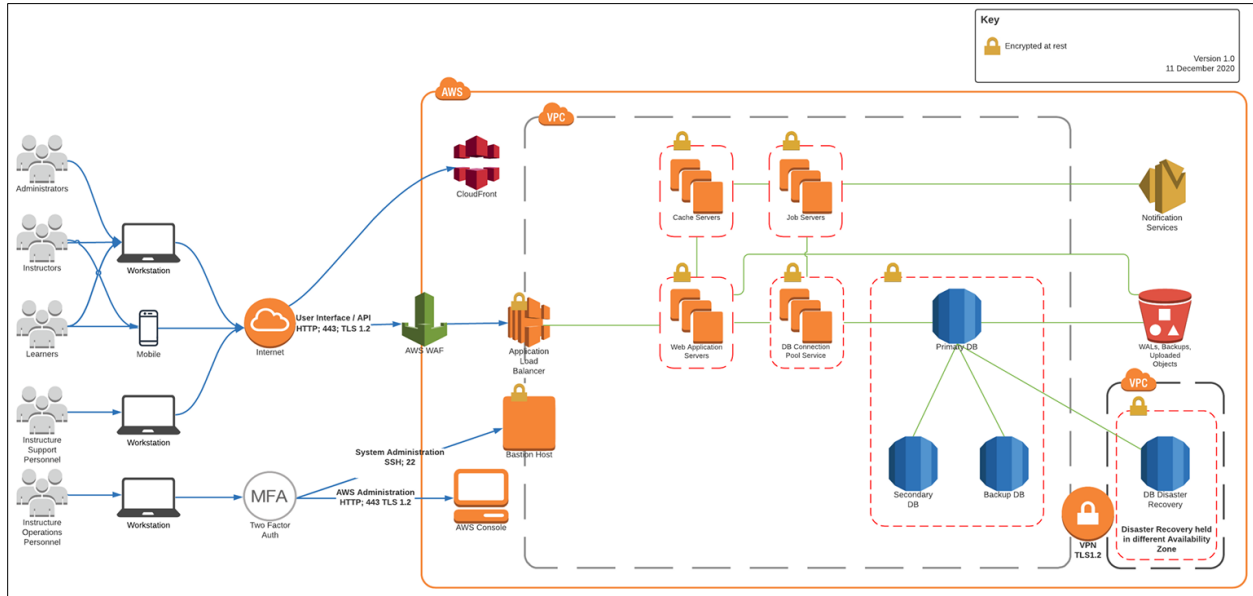 Key
Encrypted at rest
Version 1.0
11 December 2020
AWS
VPC
Administrators
Instructors
Learners
Instructure
Support
Personnel
Instructure
Operations
Personnel
Workstation
Mobile
Workstation
Workstation
Internet
MFA
Two Factor
Auth
User Interface / API
HTTP; 443; TLS 1.2
System Administration
SSH; 22
AWS Administration
HTTP; 443 TLS 1.2
CloudFront
AWS WAF
Application
Load
Balancer
Bastion Host
AWS Console
Cache Servers
Job Servers
Web Application
Servers
DB Connection
Pool Service
Primary DB
Secondary
DB
Backup DB
Notification
Services
WALs, Backups,
Uploaded
Objects
VPC
DB Disaster
Recovery
Disaster Recovery held
in different Availability
Zone
VPN
TLS1.2